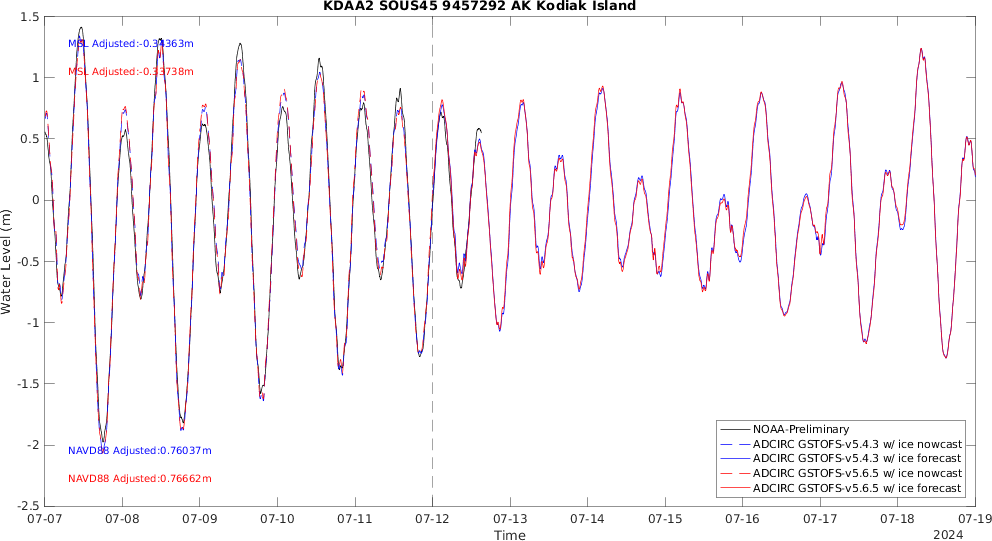 KDAA2 SOUS45 9457292 AK Kodiak Island
1.5
1
0.5
0
-0.5
-1
-1.5
-2
-2.5
Water Level (m)
MSL Adjusted:-0.34363m
MSL Adjusted:-0.33738m
NAVD88 Adjusted:0.76037m
NAVD88 Adjusted:0.76662m
NOAA-Preliminary
ADCIRC GSTOFS-v5.4.3 w/ ice nowcast
ADCIRC GSTOFS-v5.4.3 w/ ice forecast
ADCIRC GSTOFS-v5.6.5 w/ ice nowcast
ADCIRC GSTOFS-v5.6.5 w/ ice forecast
07-07 07-08 07-09 07-10 07-11 07-12 07-13 07-14 07-15 07-16 07-17 07-18 07-19
Time
2024